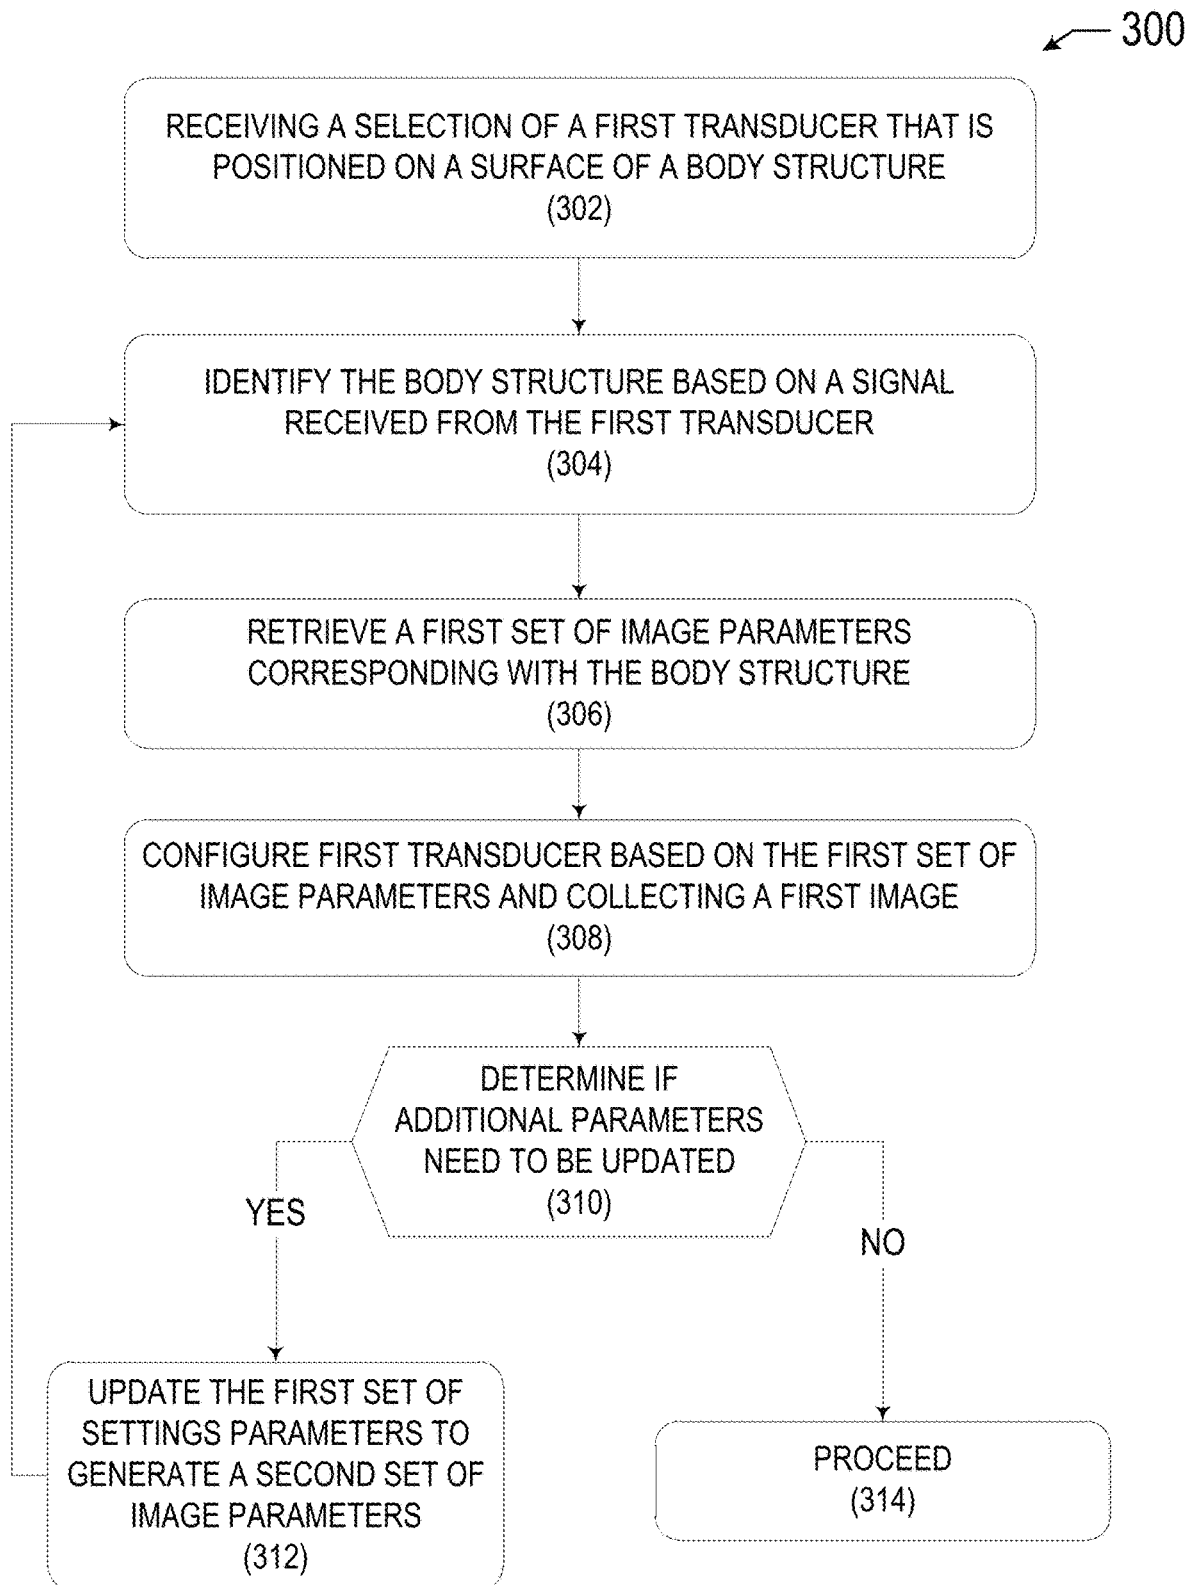 300
RECEIVING A SELECTION OF A FIRST TRANSDUCER THAT IS
POSITIONED ON A SURFACE OF A BODY STRUCTURE
(302)
IDENTIFY THE BODY STRUCTURE BASED ON A SIGNAL
RECEIVED FROM THE FIRST TRANSDUCER
(304)
RETRIEVE A FIRST SET OF IMAGE PARAMETERS
CORRESPONDING WITH THE BODY STRUCTURE
(306)
CONFIGURE FIRST TRANSDUCER BASED ON THE FIRST SET OF
IMAGE PARAMETERS AND COLLECTING A FIRST IMAGE
(308)
DETERMINE IF
ADDITIONAL PARAMETERS
NEED TO BE UPDATED
(310)
YES
NO
UPDATE THE FIRST SET OF
SETTINGS PARAMETERS TO
GENERATE A SECOND SET OF
IMAGE PARAMETERS
(312)
PROCEED
(314)